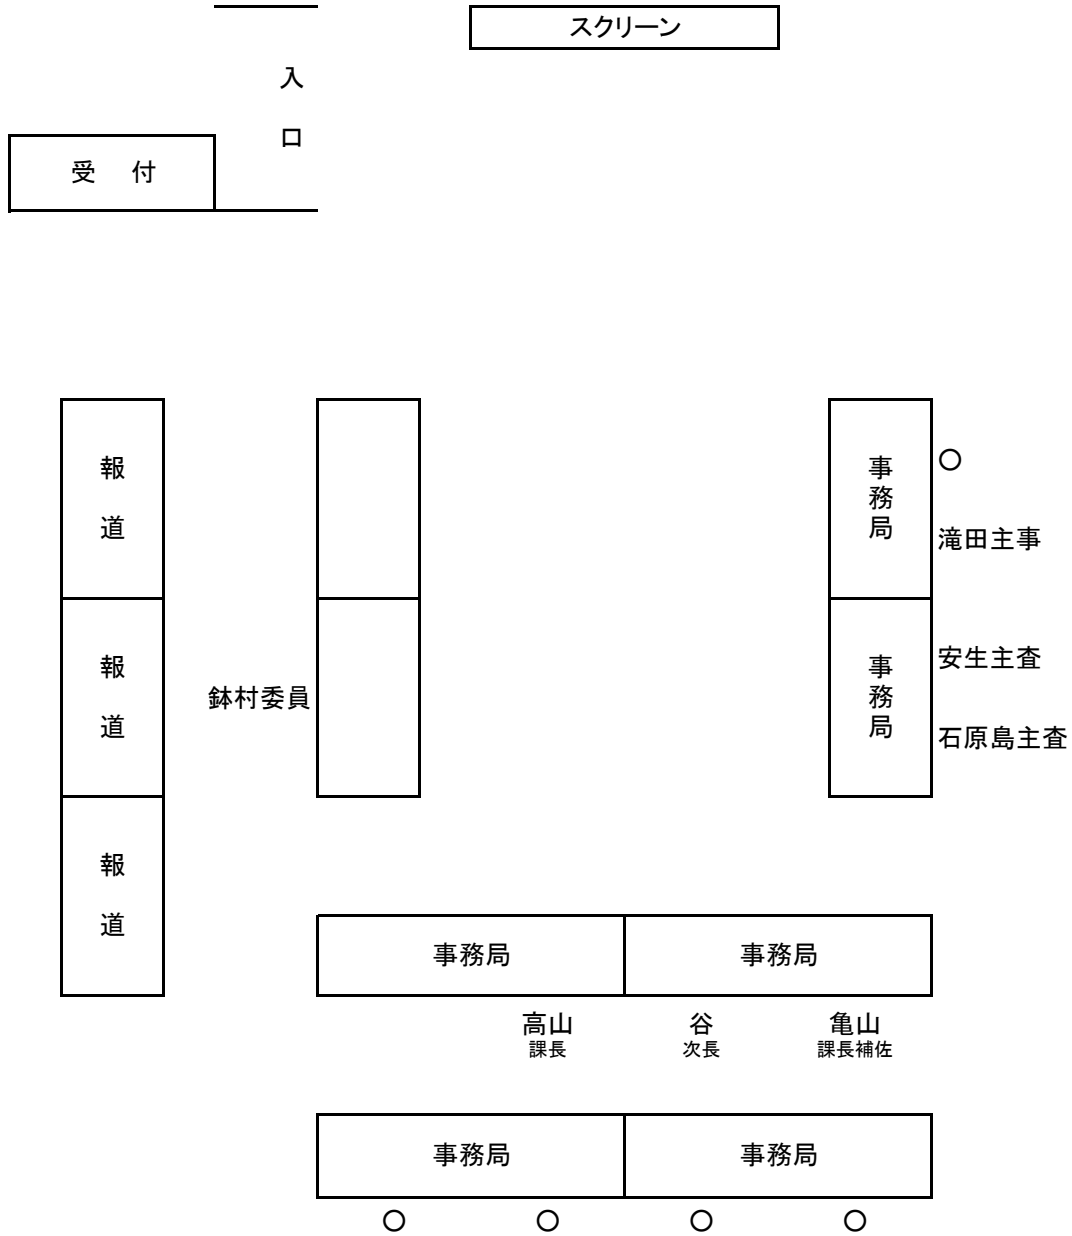 スクリーン
入
口
受 付
報
道
事
務
局
〇
滝田主事
報
道
鉢村委員
事
務
局
安生主査
石原島主査
報
道
事務局 事務局
高山 谷 亀山
課長 次長 課長補佐
事務局 事務局
〇 〇 〇 〇